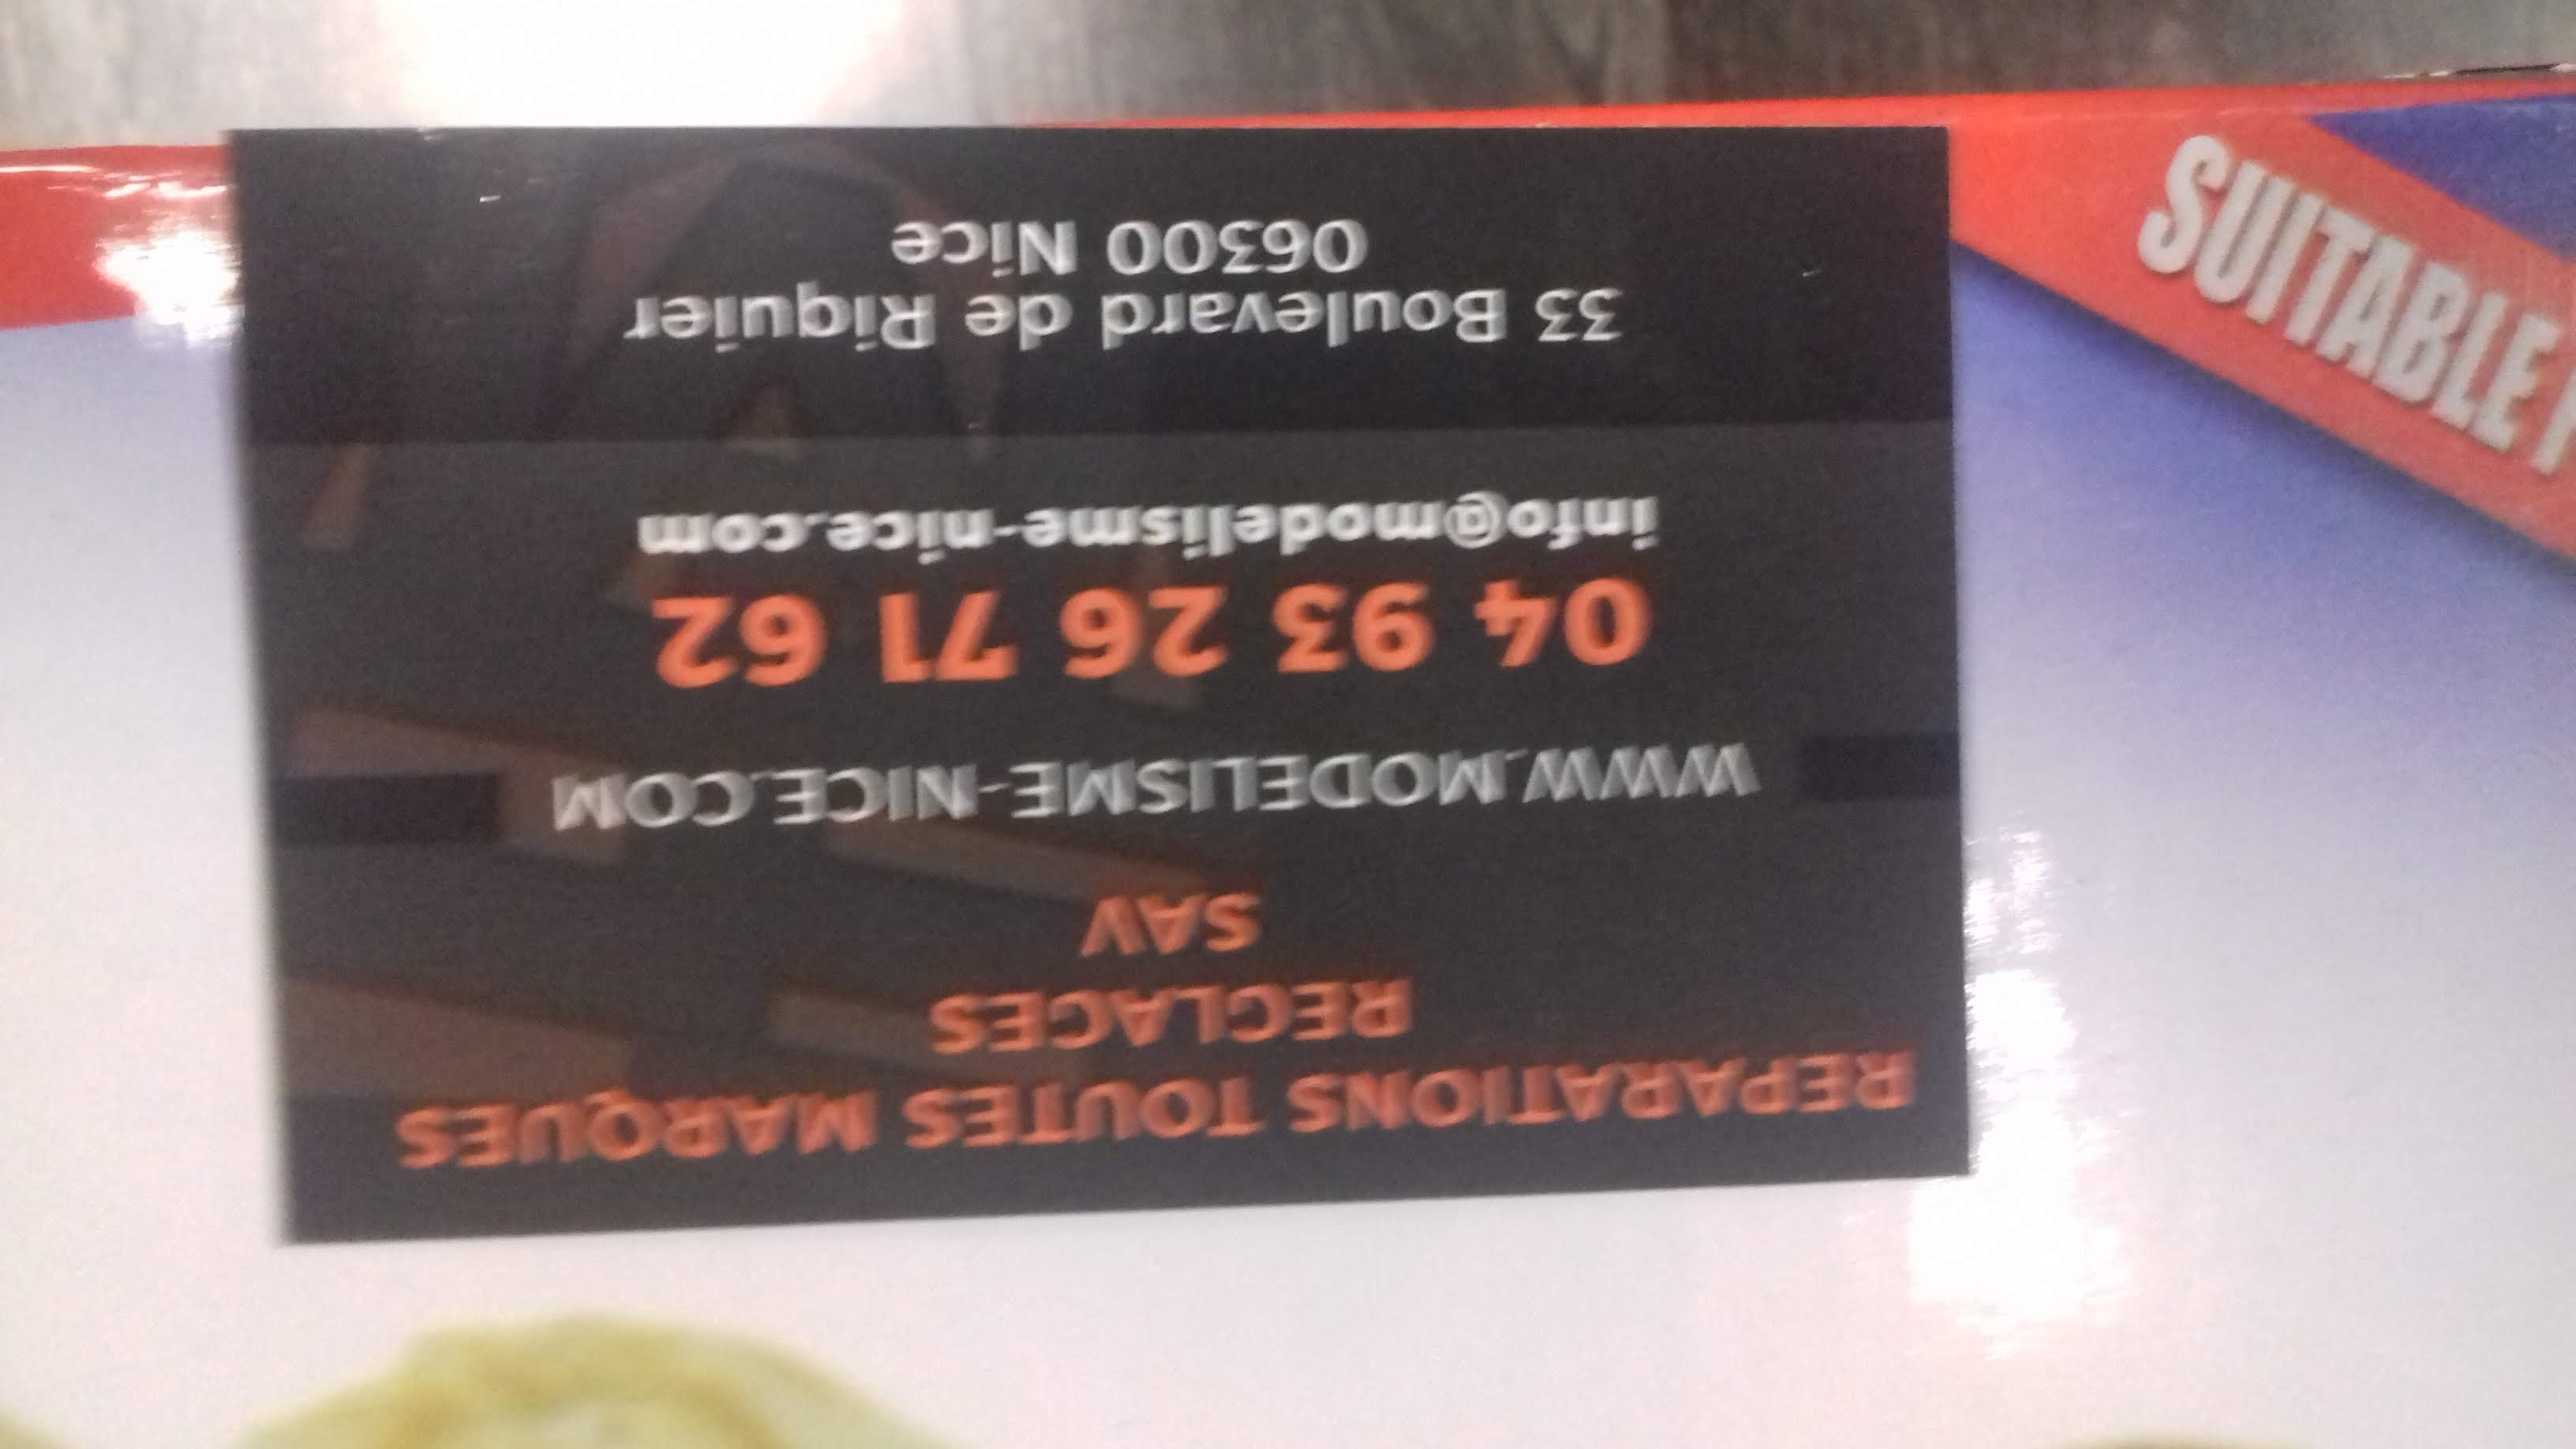 REPARATIONS TOUTES MARQUES
REGLAGES
SAV
WWW.MODELISME-NICE.COM
04 93 26 71 62
info@modelisme-nice.com
33 Boulevard de Riquier
06300 Nice
SUITABLE